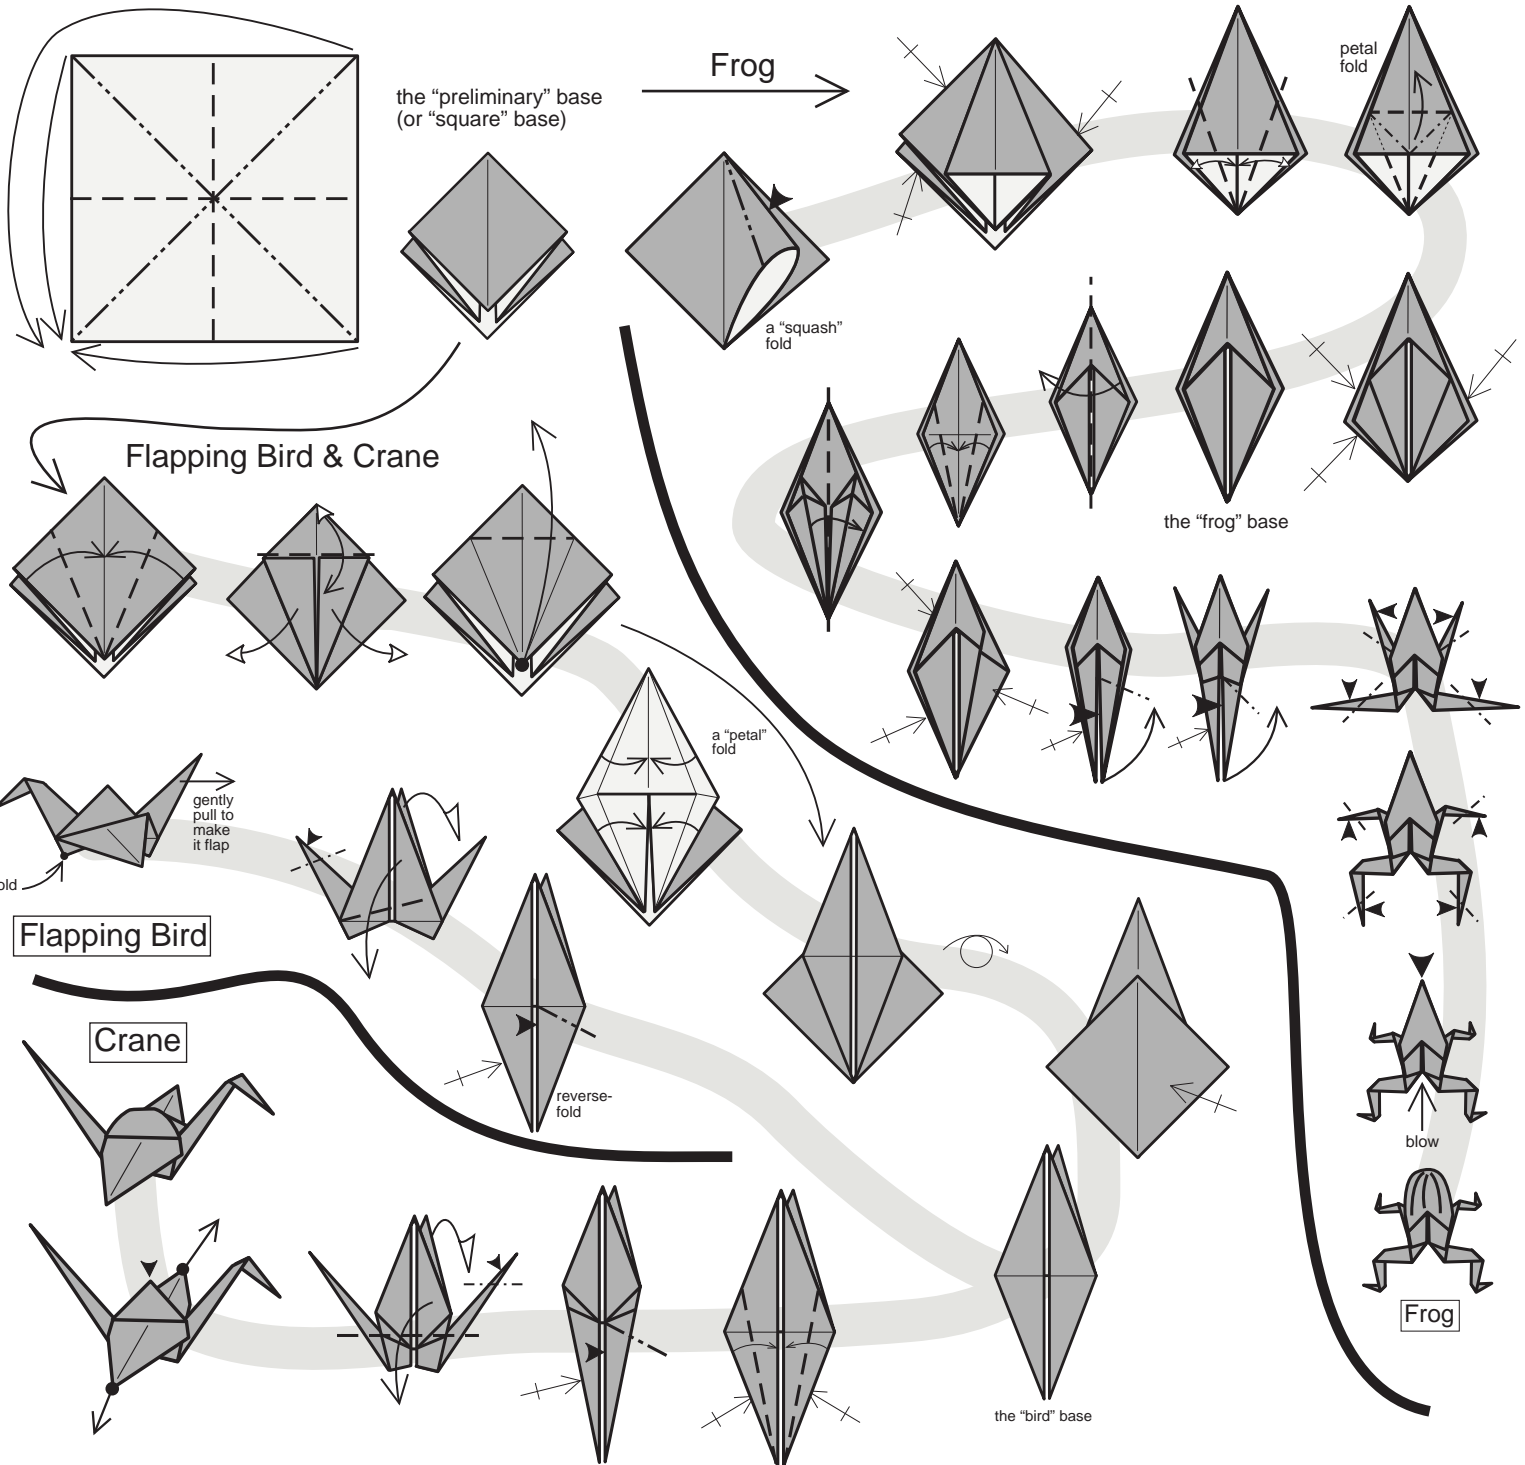 the “preliminary” base
(or “square” base)
Frog
petal
fold
a “squash”
fold
Flapping Bird & Crane
the “frog” base
a “petal”
fold
gently
pull to
make
it flap
old
Flapping Bird
reverse-
fold
Crane
blow
Frog
the “bird” base